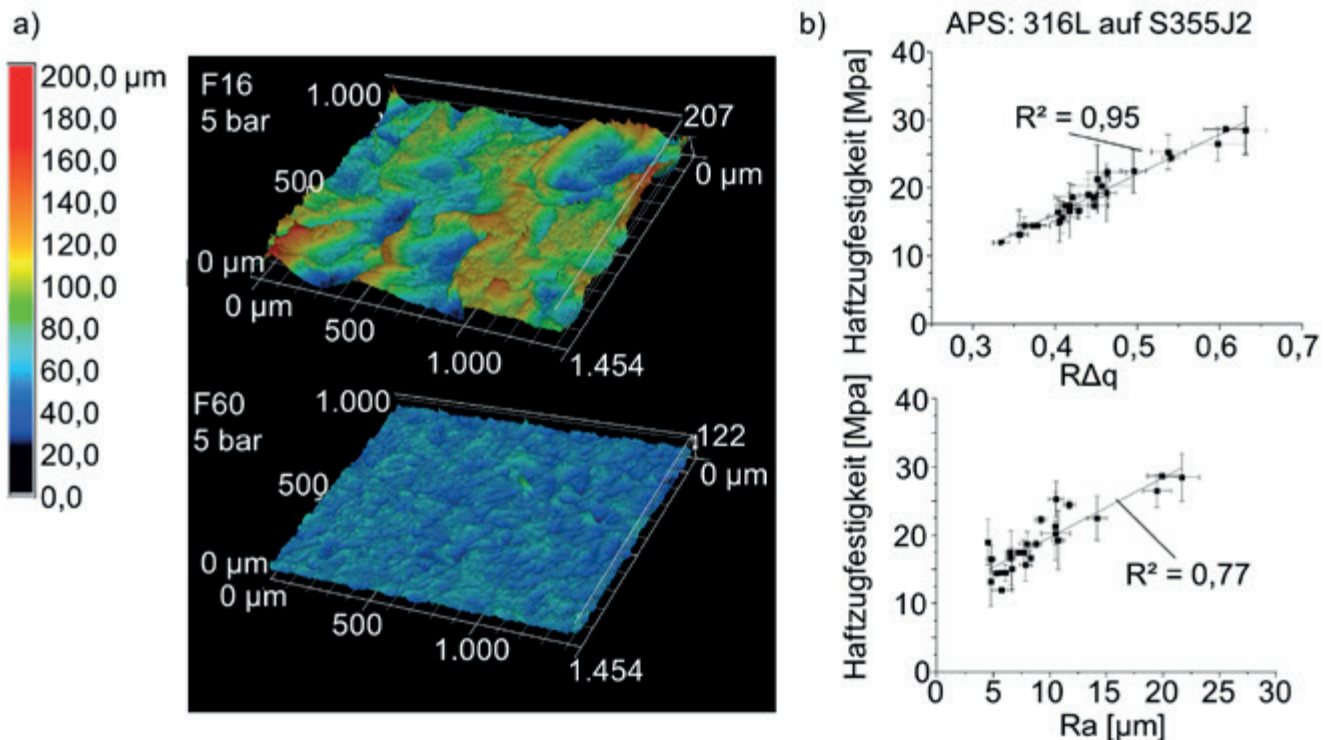 a)
200,0 µm
180,0
160,0
140,0
120,0
100,0
80,0
60,0
40,0
20,0
0,0
F16
5 bar
1.000
207
0 µm
500
0 µm
0 µm
500
1.000
1.454
F60
5 bar
1.000
122
0 µm
500
0 µm
0 µm
500
1.000
1.454
b)
APS: 316L auf S355J2
Haftzugfestigkeit [Mpa]
40
30
20
10
0
R² = 0,95
0,3
0,4
0,5
0,6
0,7
RΔq
Haftzugfestigkeit [Mpa]
40
30
20
10
0
R² = 0,77
0
5
10
15
20
25
30
Ra [µm]